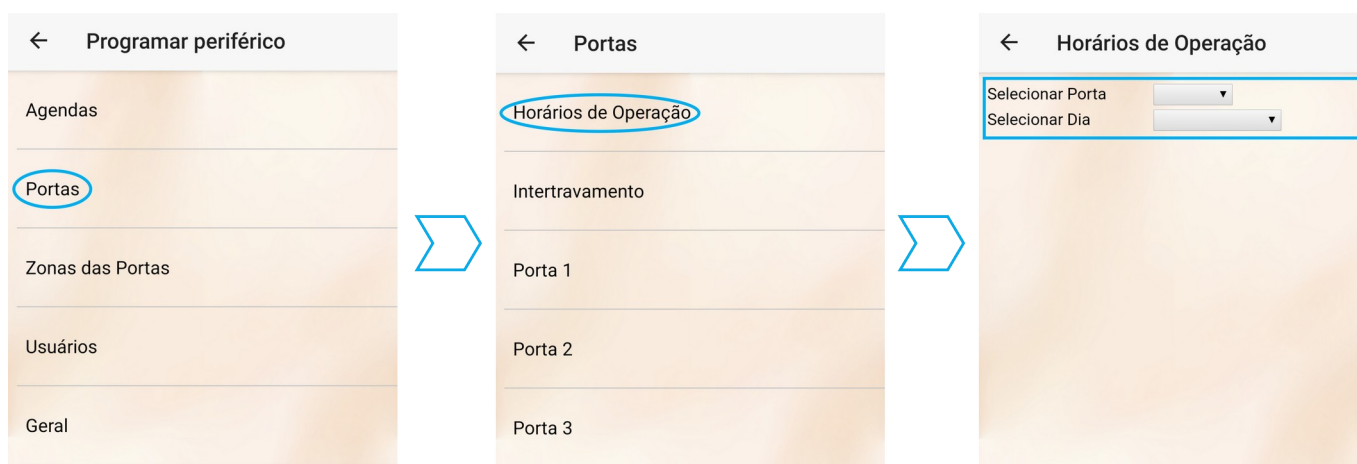 Programar periférico
Agendas
Portas
Zonas das Portas
Usuários
Geral
Portas
Horários de Operação
Intertravamento
Porta 1
Porta 2
Porta 3
Horários de Operação
Selecionar Porta
Selecionar Dia